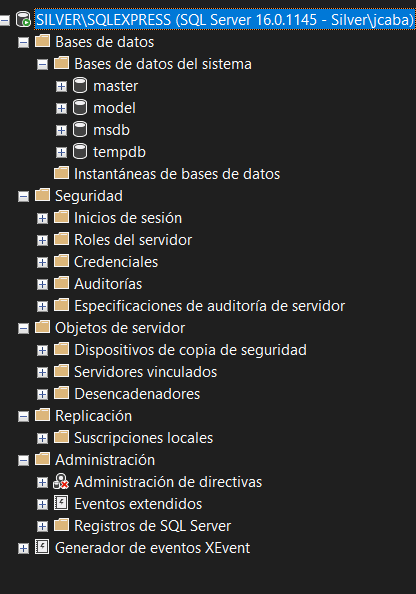 SILVER\SQLEXPRESS (SQL Server 16.0.1145 - Silver\jcaba)
Bases de datos
Bases de datos del sistema
master
model
msdb
tempdb
Instantáneas de bases de datos
Seguridad
Inicios de sesión
Roles del servidor
Credenciales
Auditorías
Especificaciones de auditoría de servidor
Objetos de servidor
Dispositivos de copia de seguridad
Servidores vinculados
Desencadenadores
Replicación
Suscripciones locales
Administración
Administración de directivas
Eventos extendidos
Registros de SQL Server
Generador de eventos XEvent